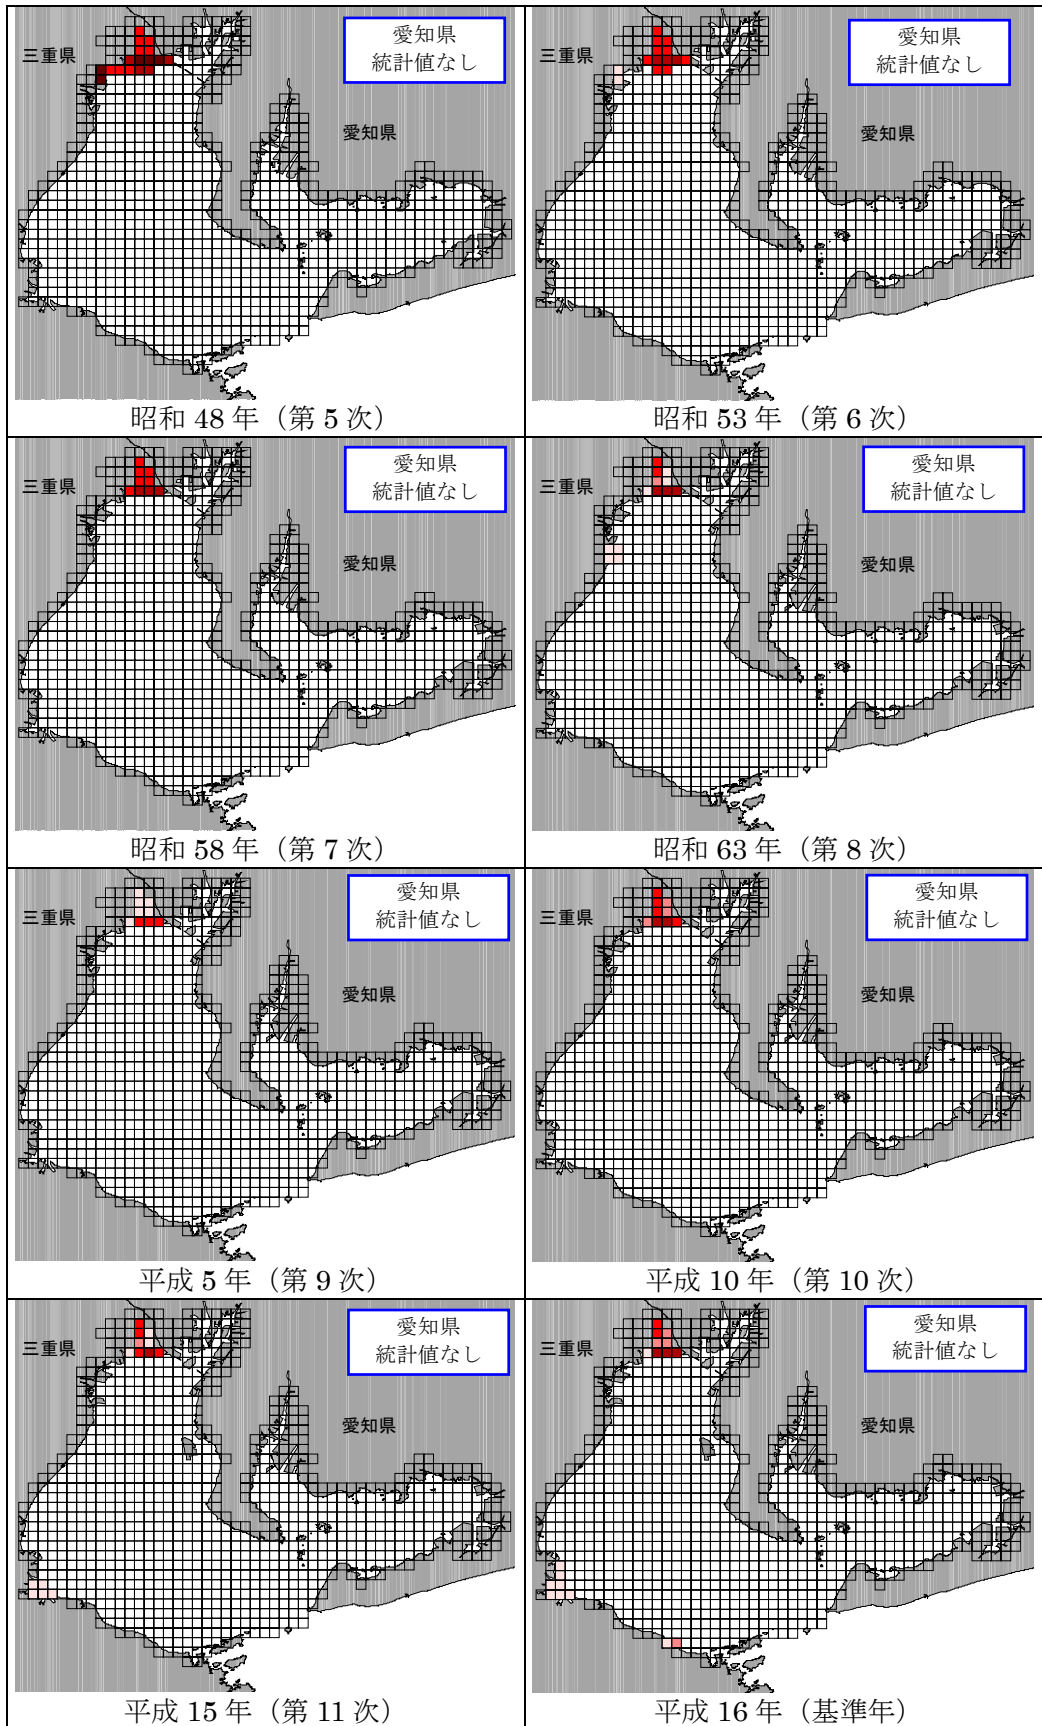 三重県
愛知県
統計値なし
愛知県
昭和 48 年（第 5 次）
三重県
愛知県
統計値なし
愛知県
昭和 53 年（第 6 次）
三重県
愛知県
統計値なし
愛知県
昭和 58 年（第 7 次）
三重県
愛知県
統計値なし
愛知県
昭和 63 年（第 8 次）
三重県
愛知県
統計値なし
愛知県
平成 5 年（第 9 次）
三重県
愛知県
統計値なし
愛知県
平成 10 年（第 10 次）
三重県
愛知県
統計値なし
愛知県
平成 15 年（第 11 次）
三重県
愛知県
統計値なし
愛知県
平成 16 年（基準年）